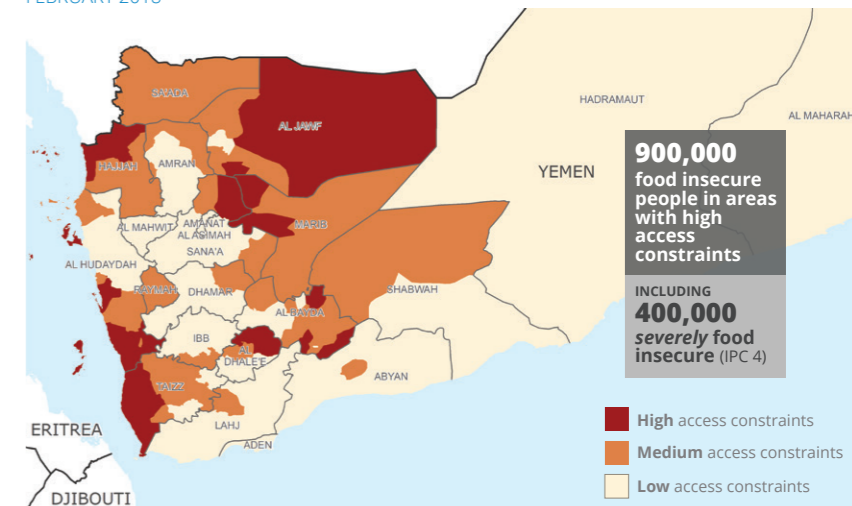 FEBRUARY 2018
SA'ADA
AL JAWF
HADRAMAUT
AL MAHARAH
HAJJAH
AMRAN
YEMEN
AL MAHWIT
AMANAT
AL ASIMAH
MARIB
SANA'A
AL HUDAYDAH
RAYMAH
DHAMAR
SHABWAH
AL BAYDA
IBB
AL
DHALE'E
ABYAN
TAIZZ
LAHJ
ADEN
ERITREA
DJIBOUTI
900,000
food insecure
people in areas
with high
access
constraints
INCLUDING
400,000
severely food
insecure (IPC 4)
High access constraints
Medium access constraints
Low access constraints